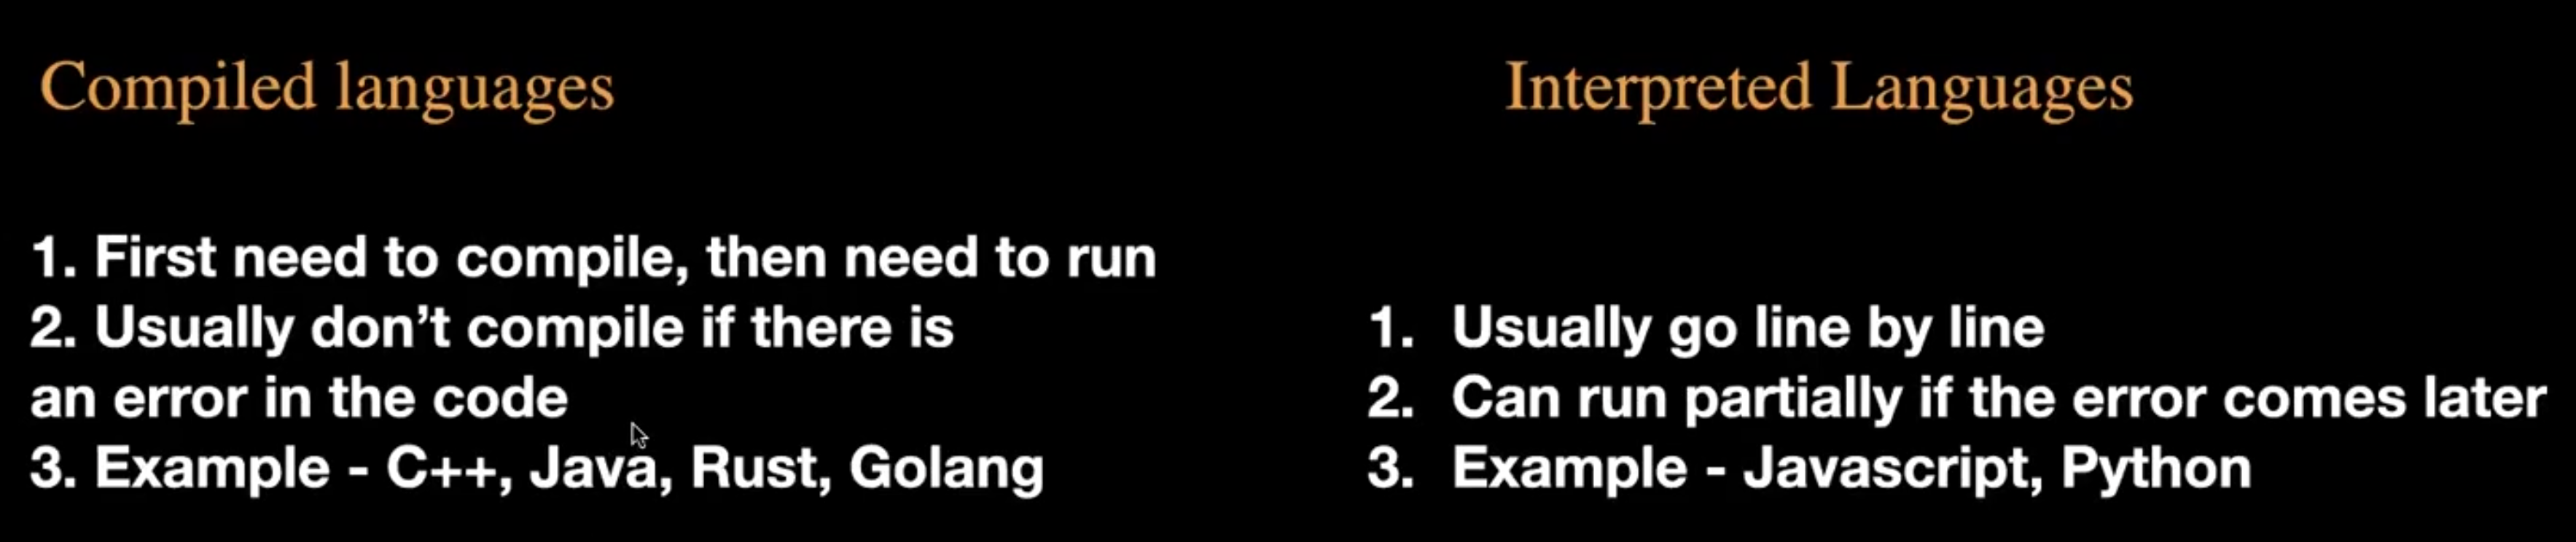 Compiled languages
1. First need to compile, then need to run
2. Usually don’t compile if there is
an error in the code
3. Example - C++, Java, Rust, Golang
Interpreted Languages
1. Usually go line by line
2. Can run partially if the error comes later
3. Example - Javascript, Python